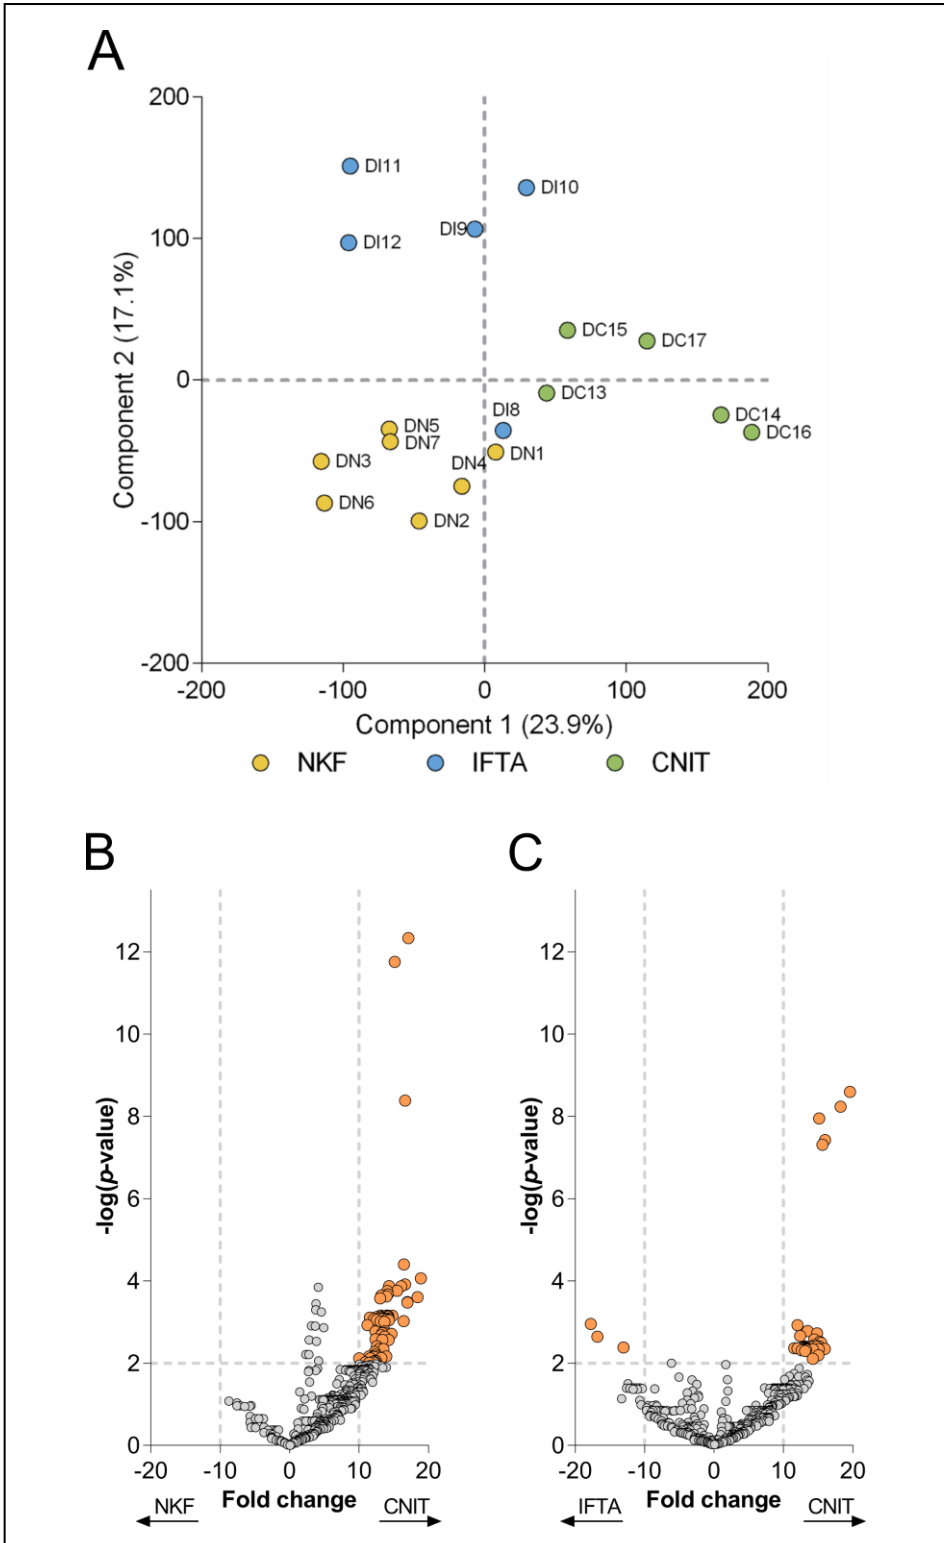 A
200
DI11
DI10
DI9
DI12
100
DC15
DC17
0
DC13
DI8
DC14
DN5
DC16
DN7
DN1
DN3
DN4
DN6
DN2
-100
-200
-200 -100 0 100 200
Component 2 (17.1%)
Component 1 (23.9%)
NKF IFTA CNIT
B
12
10
8
6
4
2
0
-log(p-value)
-20 -10 0 10 20
Fold change
NKF CNIT
C
12
10
8
6
4
2
0
-log(p-value)
-20 -10 0 10 20
Fold change
IFTA CNIT